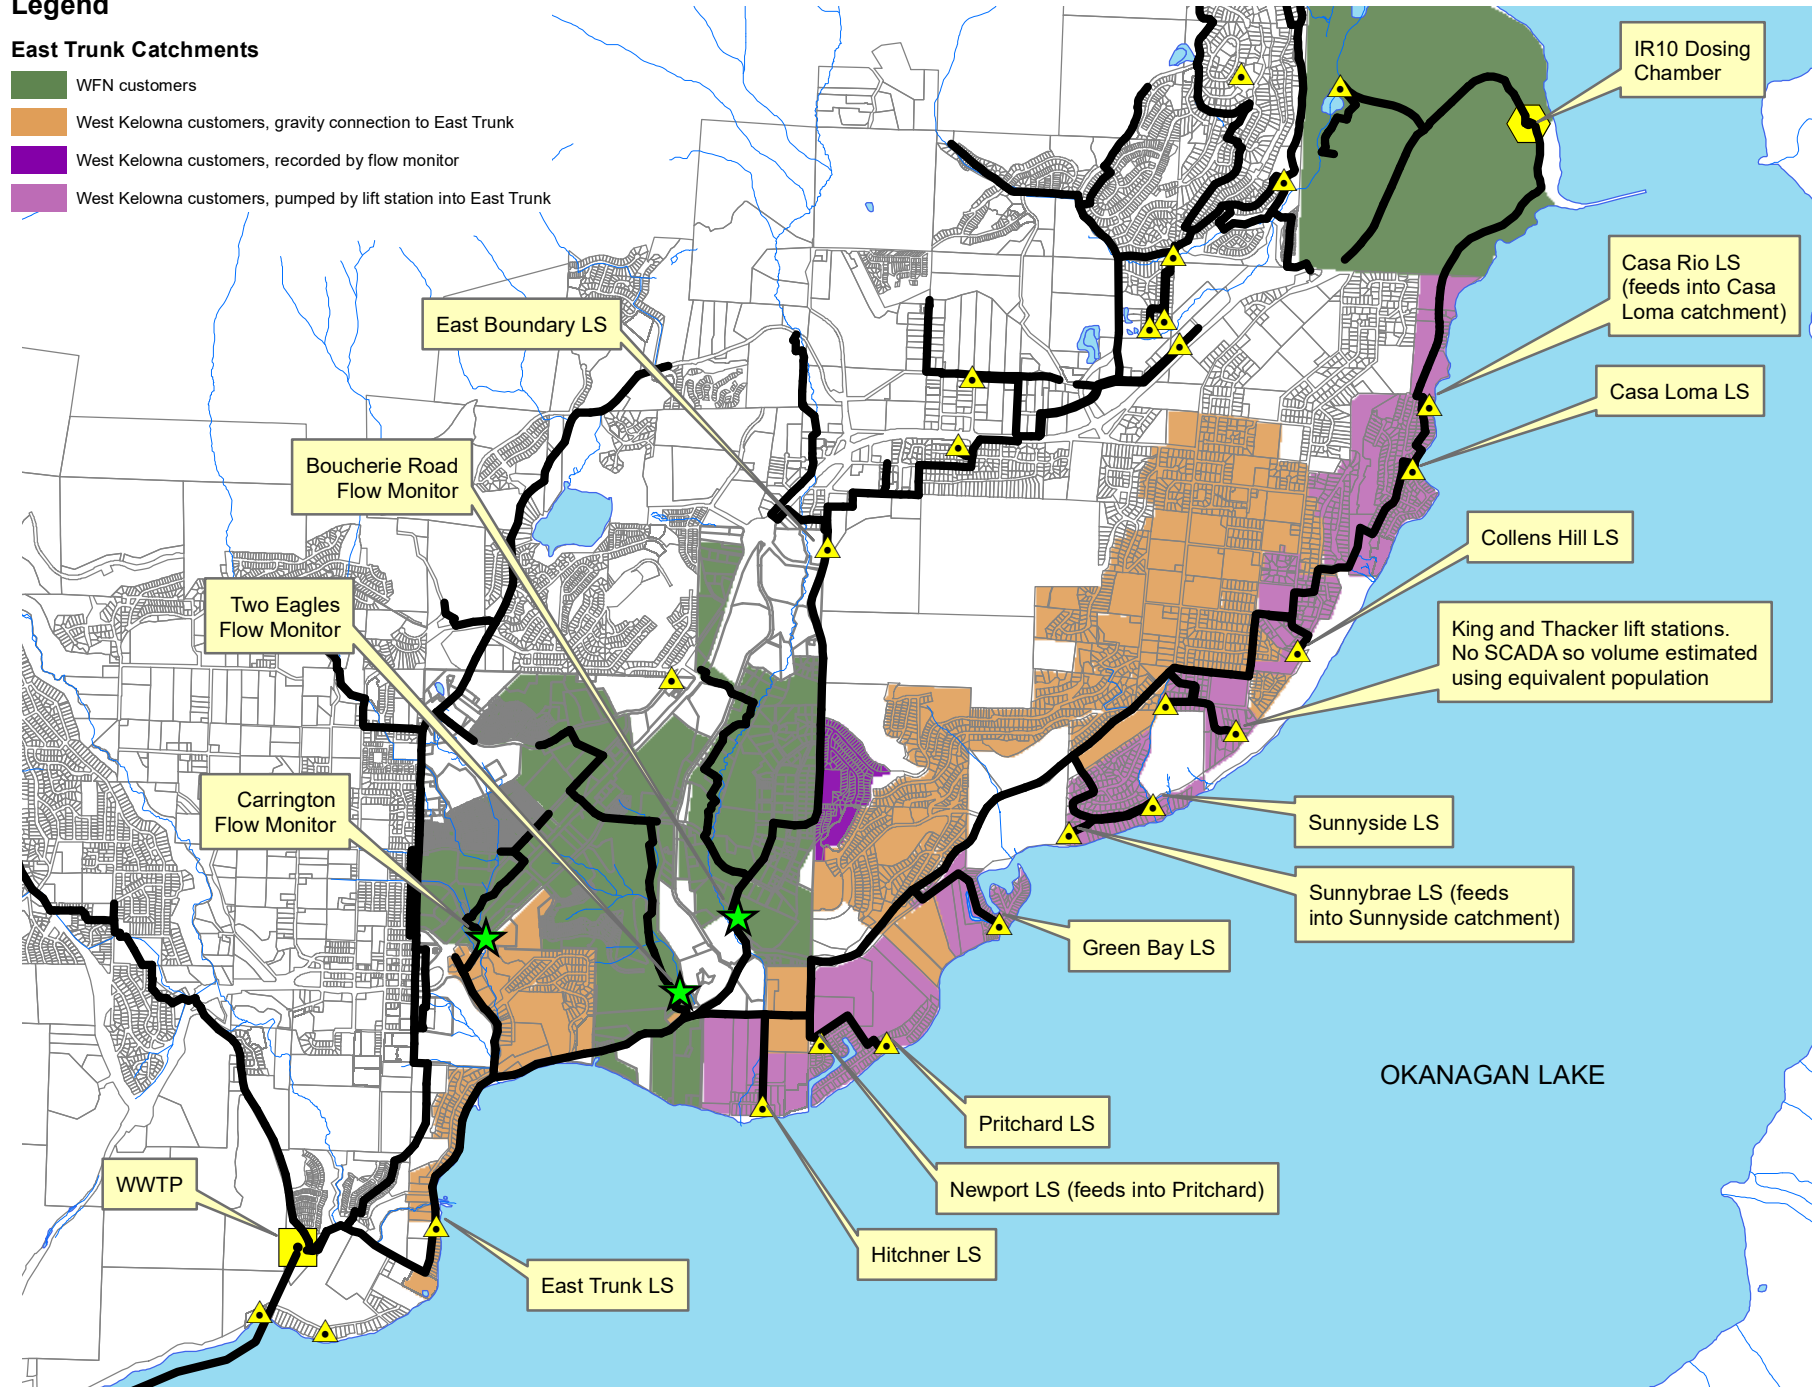 Legend
East Trunk Catchments
WFN customers
West Kelowna customers, gravity connection to East Trunk
West Kelowna customers, recorded by flow monitor
West Kelowna customers, pumped by lift station into East Trunk
IR10 Dosing
Chamber
Casa Rio LS
(feeds into Casa
Loma catchment)
East Boundary LS
Casa Loma LS
Boucherie Road
Flow Monitor
Collens Hill LS
Two Eagles
Flow Monitor
King and Thacker lift stations.
No SCADA so volume estimated
using equivalent population
Carrington
Flow Monitor
Sunnyside LS
Sunnybrae LS (feeds
into Sunnyside catchment)
Green Bay LS
OKANAGAN LAKE
Pritchard LS
WWTP
Newport LS (feeds into Pritchard)
Hitchner LS
East Trunk LS